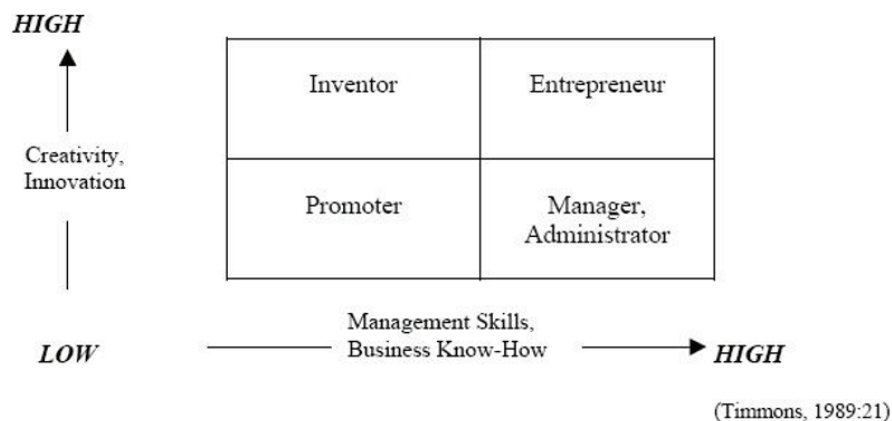 HIGH
Inventor
Entrepreneur
Creativity,
Innovation
Promoter
Manager,
Administrator
Management Skills,
Business Know-How
LOW
HIGH
(Timmons, 1989:21)